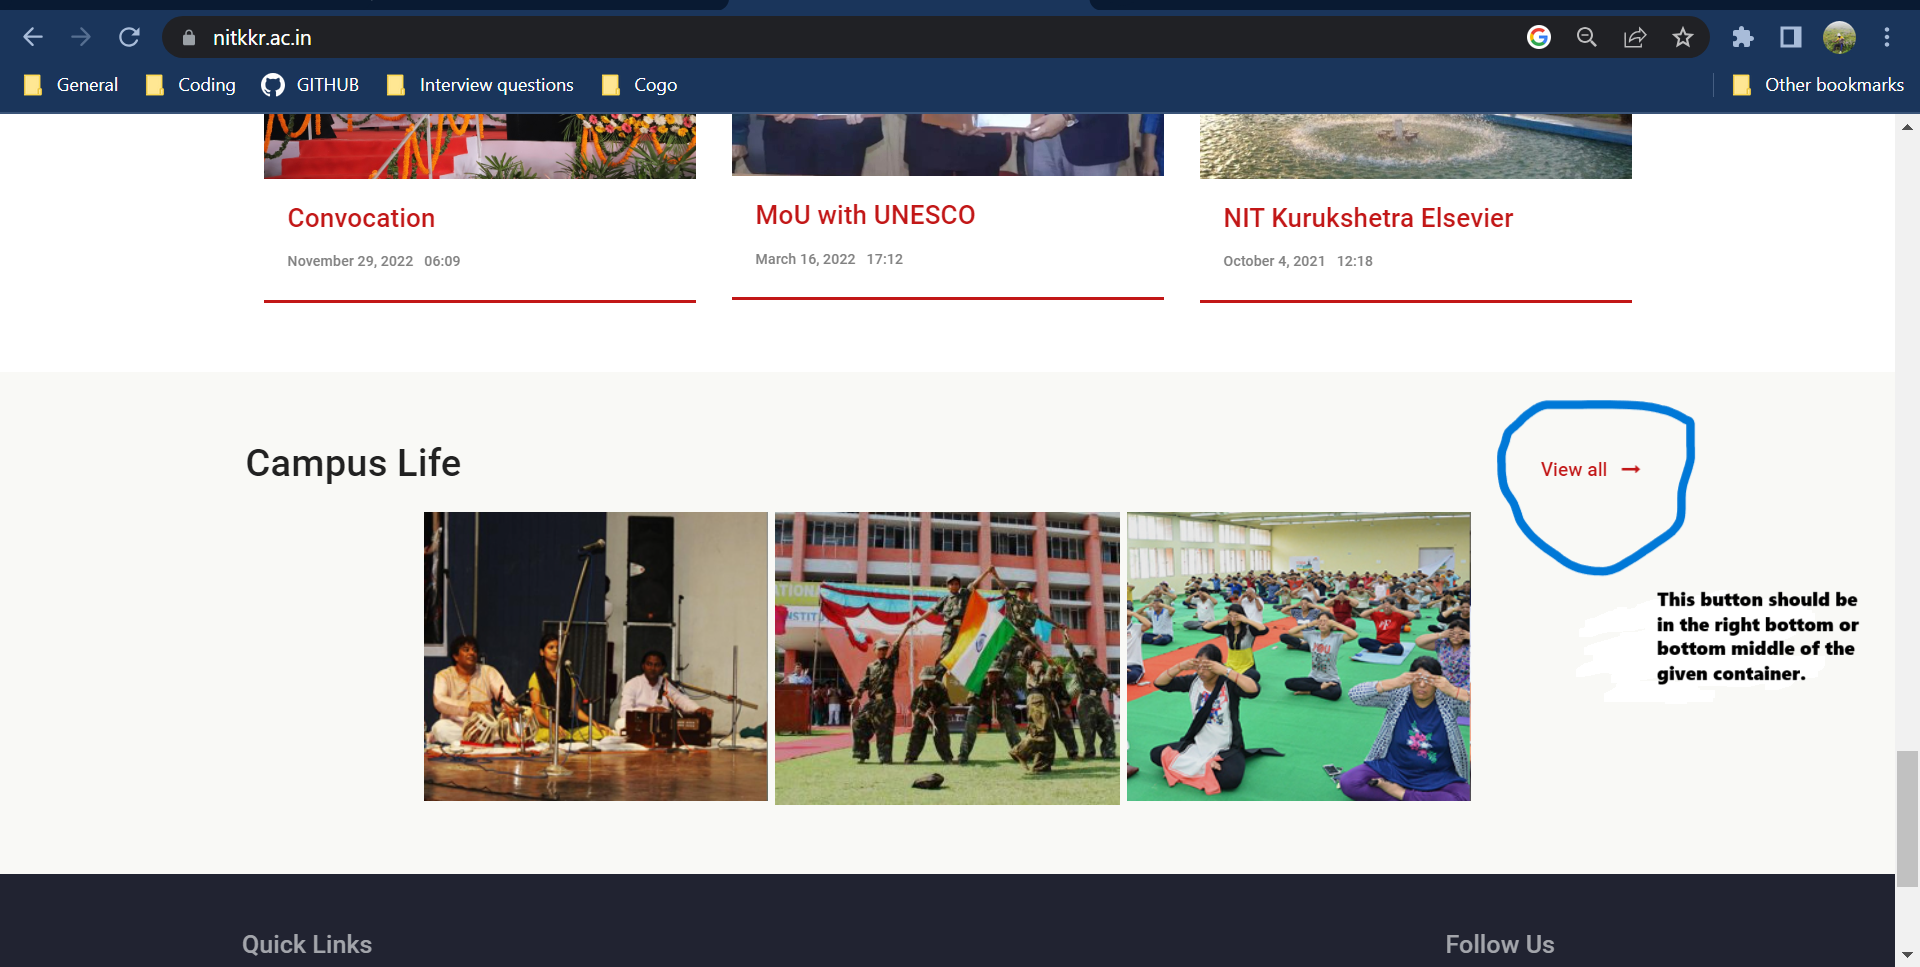 nitkkr.ac.in
General Coding GITHUB Interview questions Cogo Other bookmarks
Convocation
November 29, 2022 06:09
MoU with UNESCO
March 16, 2022 17:12
NIT Kurukshetra Elsevier
October 4, 2021 12:18
Campus Life
View all
This button should be
in the right bottom or
bottom middle of the
given container.
Quick Links
Follow Us